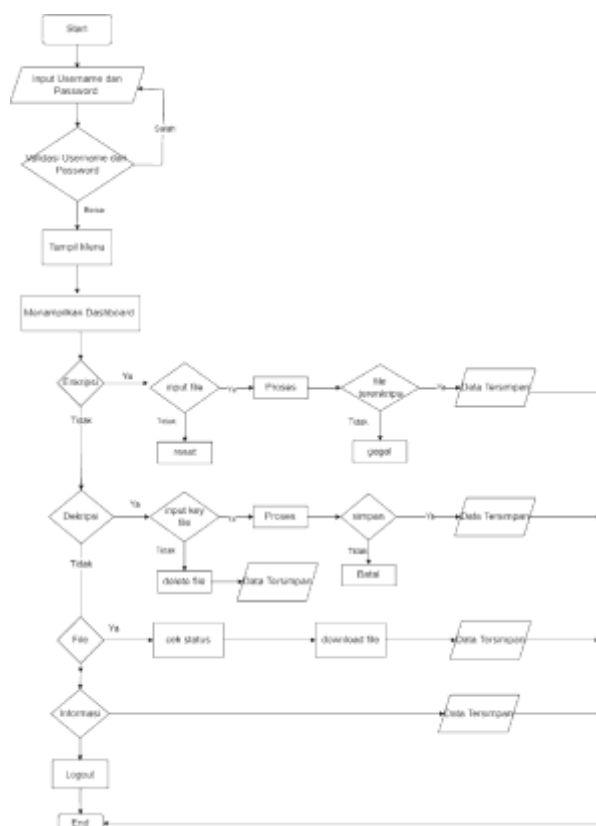 Start
Input Username dan
Password
Salah
Validasi Username dan
Password
Benar
Tampil Menu
Menampilkan Dashboard
Enkripsi
Ya
input file
Ya
Proses
file
terenkripsi
Ya
Data Tersimpan
Tidak
Tidak
Tidak
reset
gagal
Dekripsi
Ya
input key
file
Ya
Proses
simpan
Ya
Data Tersimpan
Tidak
Tidak
Tidak
delete file
Data Tersimpan
Batal
File
Ya
cek status
download file
Data Tersimpan
Informasi
Data Tersimpan
Logout
End